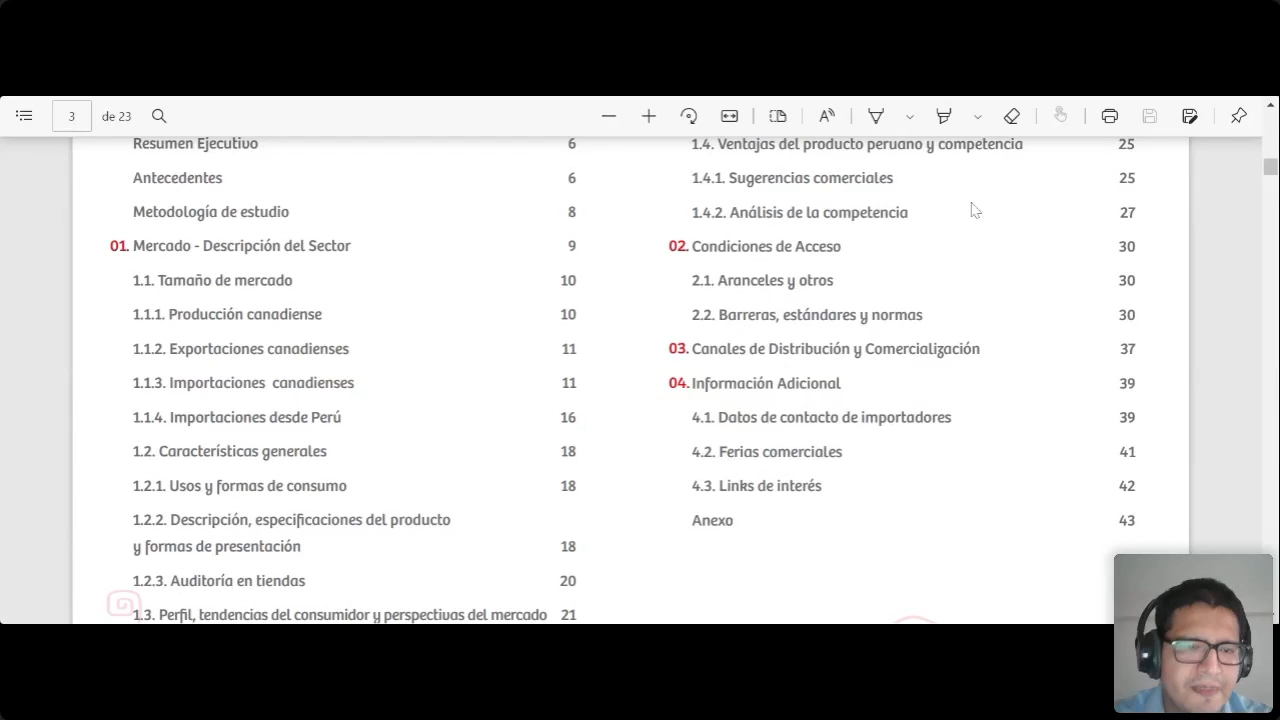 3 de 23
Resumen Ejecutivo 6
Antecedentes 6
Metodología de estudio 8
01. Mercado - Descripción del Sector 9
1.1. Tamaño de mercado 10
1.1.1. Producción canadiense 10
1.1.2. Exportaciones canadienses 11
1.1.3. Importaciones canadienses 11
1.1.4. Importaciones desde Perú 16
1.2. Características generales 18
1.2.1. Usos y formas de consumo 18
1.2.2. Descripción, especificaciones del producto
y formas de presentación 18
1.2.3. Auditoría en tiendas 20
1.3. Perfil, tendencias del consumidor y perspectivas del mercado 21
1.4. Ventajas del producto peruano y competencia 25
1.4.1. Sugerencias comerciales 25
1.4.2. Análisis de la competencia 27
02. Condiciones de Acceso 30
2.1. Aranceles y otros 30
2.2. Barreras, estándares y normas 30
03. Canales de Distribución y Comercialización 37
04. Información Adicional 39
4.1. Datos de contacto de importadores 39
4.2. Ferias comerciales 41
4.3. Links de interés 42
Anexo 43